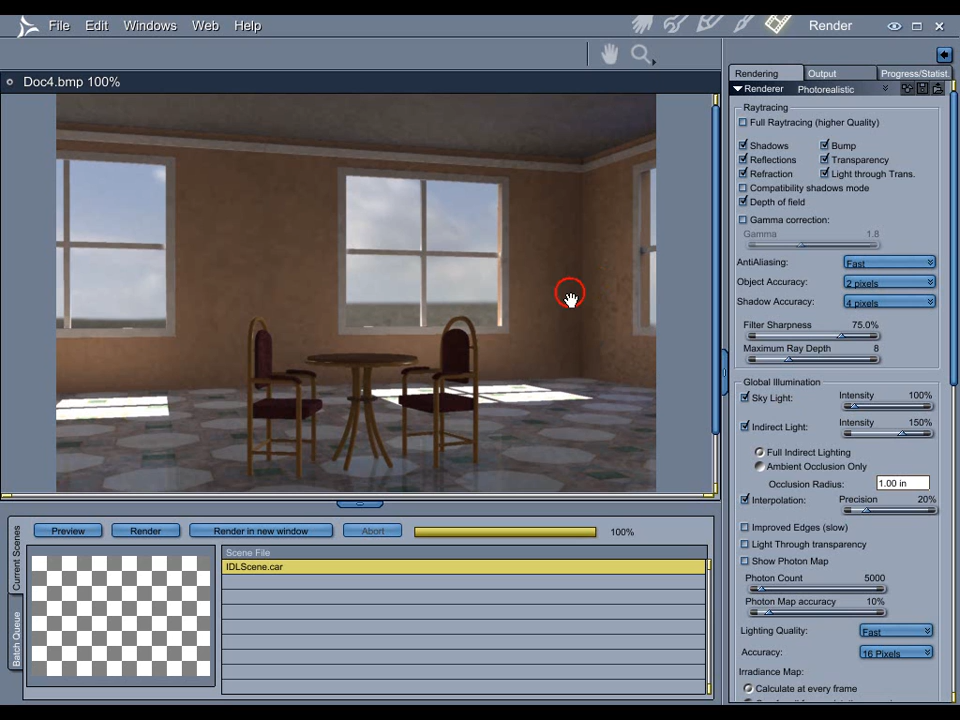 File Edit Windows Web Help Render
Doc4.bmp 100%
Rendering Output Progress/Statist.
Renderer Photorealistic
Raytracing
Full Raytracing (higher Quality)
Shadows Bump
Reflections Transparency
Refraction Light through Trans.
Compatibility shadows mode
Depth of field
Gamma correction:
Gamma 1.8
AntiAliasing: Fast
Object Accuracy: 2 pixels
Shadow Accuracy: 4 pixels
Filter Sharpness 75.0%
Maximum Ray Depth 8
Global Illumination
Sky Light: Intensity 100%
Indirect Light: Intensity 150%
Full Indirect Lighting
Ambient Occlusion Only
Occlusion Radius: 1.00 in
Interpolation: Precision 20%
Improved Edges (slow)
Light Through transparency
Show Photon Map
Photon Count 5000
Photon Map accuracy 10%
Lighting Quality: Fast
Accuracy: 16 Pixels
Irradiance Map:
Calculate at every frame
Current Scenes
Batch Queue
Preview Render Render in new window Abort 100%
Scene File
IDLScene.car